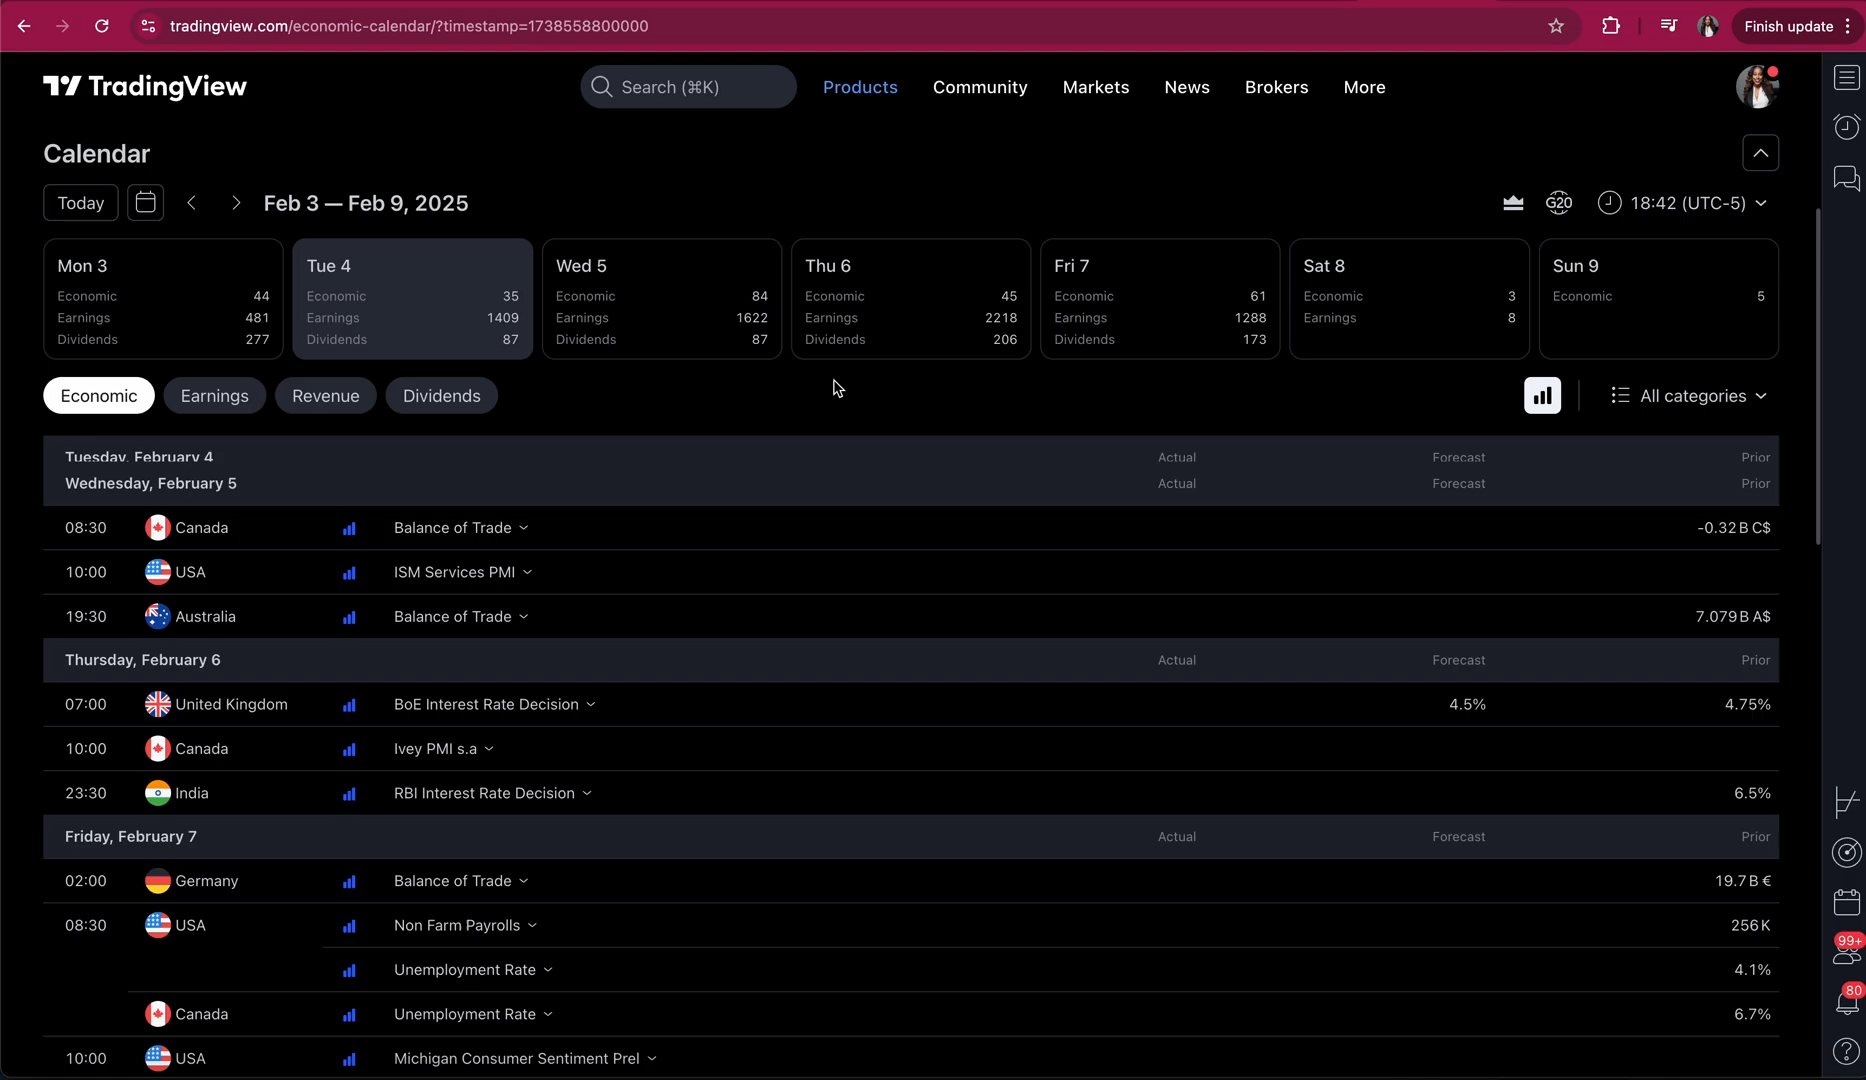 tradingview.com/economic-calendar/?timestamp=1738558800000
Finish update
TradingView
Search (⌘K)
Products
Community
Markets
News
Brokers
More
Calendar
Today
Feb 3 — Feb 9, 2025
G20
18:42 (UTC-5)
Mon 3
Economic 44
Earnings 481
Dividends 277
Tue 4
Economic 35
Earnings 1409
Dividends 87
Wed 5
Economic 84
Earnings 1622
Dividends 87
Thu 6
Economic 45
Earnings 2218
Dividends 206
Fri 7
Economic 61
Earnings 1288
Dividends 173
Sat 8
Economic 3
Earnings 8
Sun 9
Economic 5
Economic
Earnings
Revenue
Dividends
All categories
Tuesday, February 4 Actual Forecast Prior
Wednesday, February 5 Actual Forecast Prior
08:30 Canada Balance of Trade -0.32 B C$
10:00 USA ISM Services PMI
19:30 Australia Balance of Trade 7.079 B A$
Thursday, February 6 Actual Forecast Prior
07:00 United Kingdom BoE Interest Rate Decision 4.5% 4.75%
10:00 Canada Ivey PMI s.a
23:30 India RBI Interest Rate Decision 6.5%
Friday, February 7 Actual Forecast Prior
02:00 Germany Balance of Trade 19.7 B €
08:30 USA Non Farm Payrolls 256 K
Unemployment Rate 4.1%
Canada Unemployment Rate 6.7%
10:00 USA Michigan Consumer Sentiment Prel
99+
80